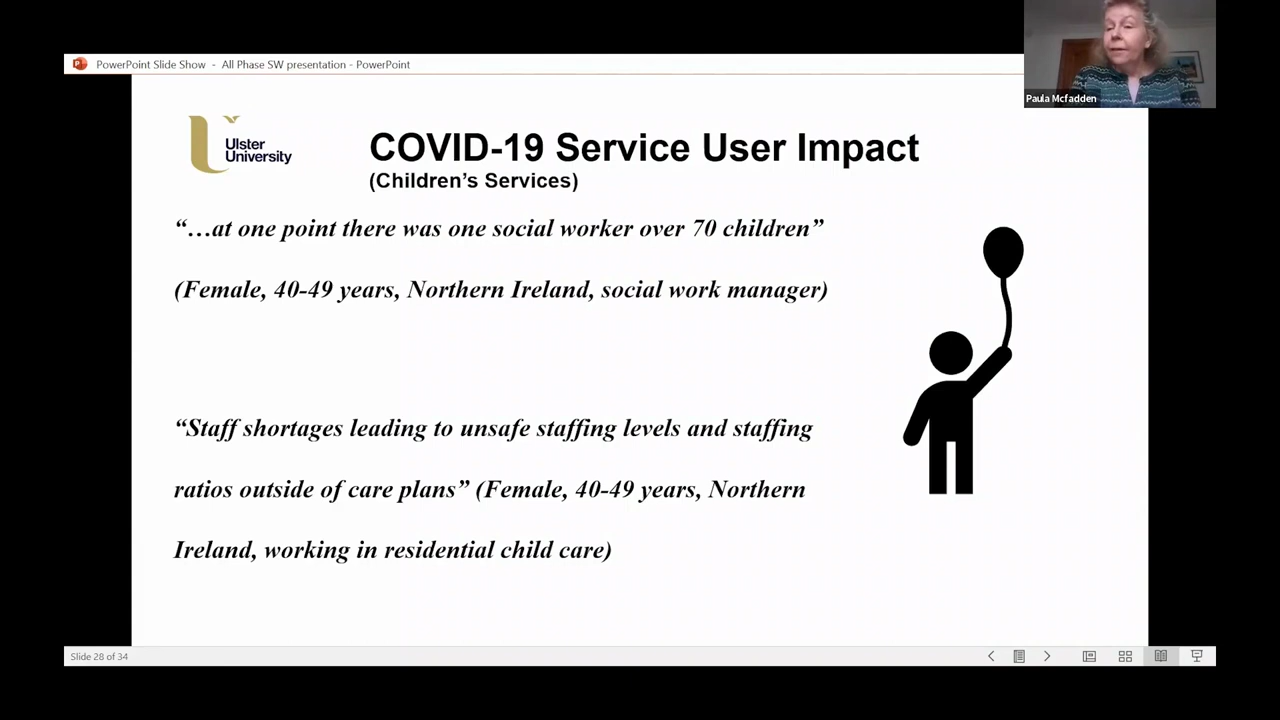 PowerPoint Slide Show - All Phase SW presentation - PowerPoint
Paula Mcfadden
Ulster
University
COVID-19 Service User Impact
(Children’s Services)
“…at one point there was one social worker over 70 children”
(Female, 40-49 years, Northern Ireland, social work manager)
“Staff shortages leading to unsafe staffing levels and staffing
ratios outside of care plans” (Female, 40-49 years, Northern
Ireland, working in residential child care)
Slide 28 of 34